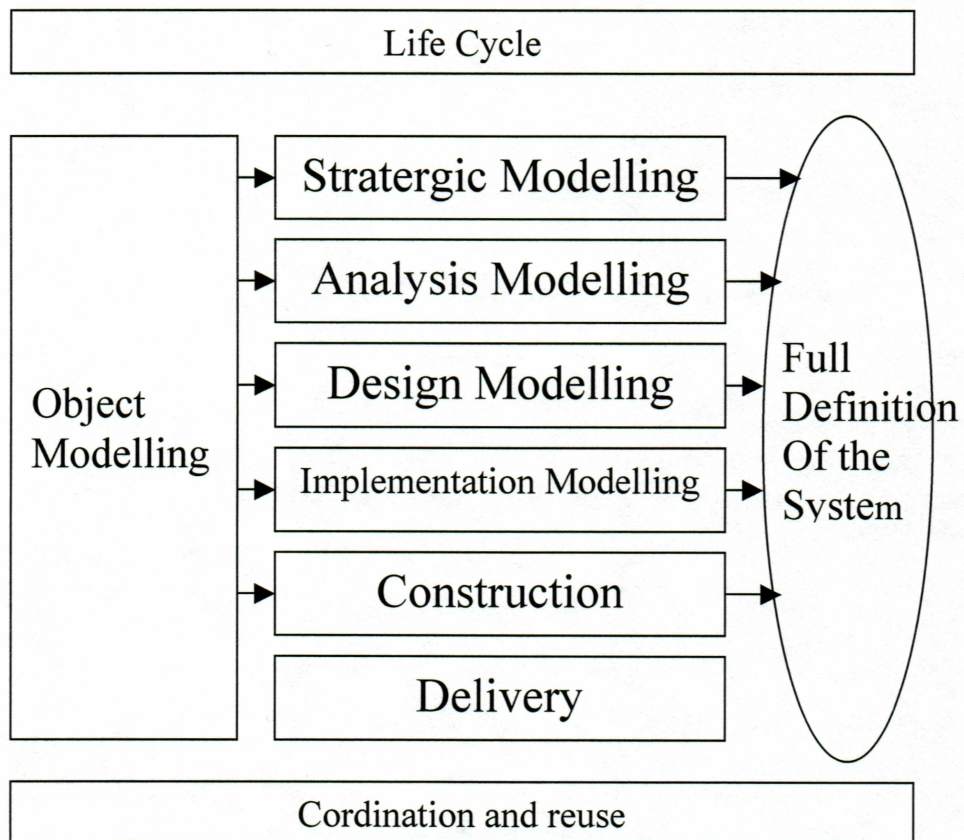 Life Cycle
Object
Modelling
Stratergic Modelling
Analysis Modelling
Design Modelling
Implementation Modelling
Construction
Delivery
Full
Definition
Of the
System
Cordination and reuse